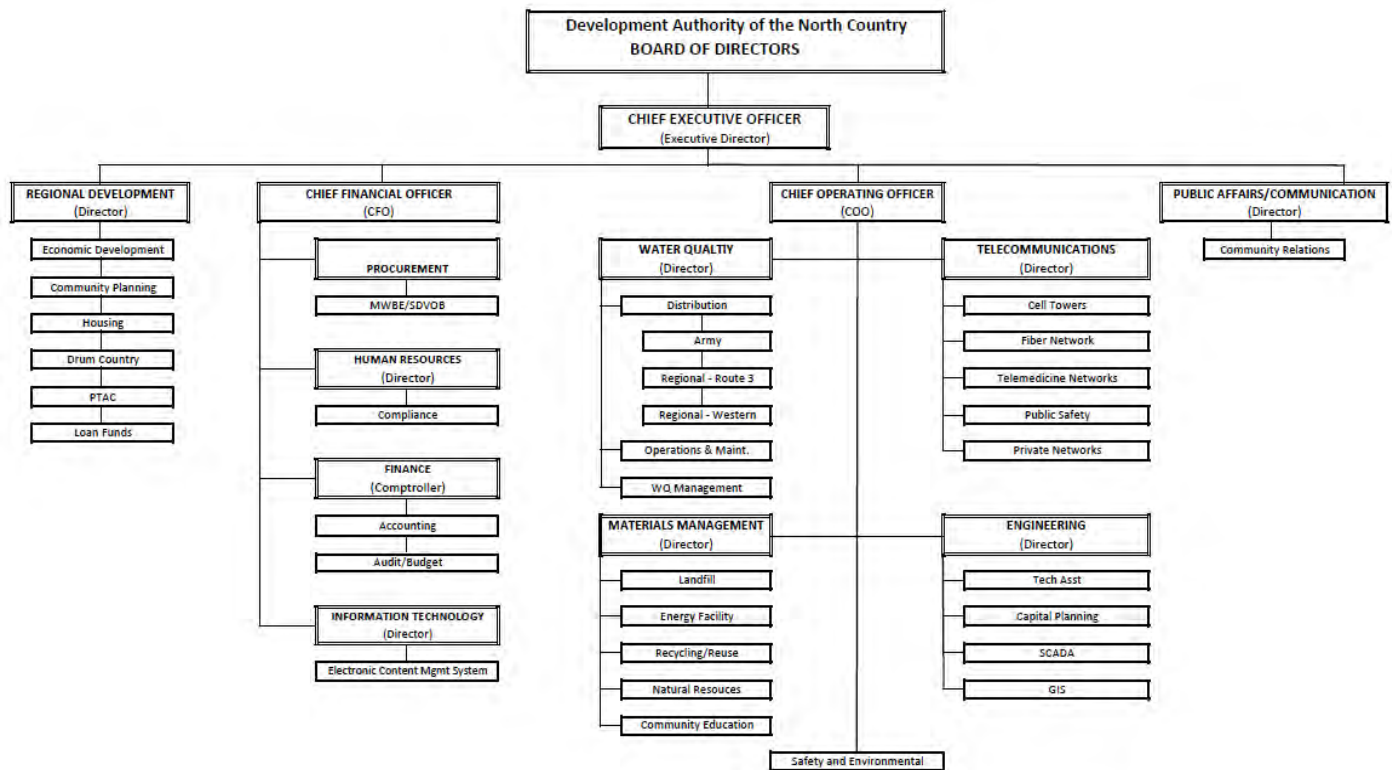 Development Authority of the North Country
BOARD OF DIRECTORS
CHIEF EXECUTIVE OFFICER
(Executive Director)
REGIONAL DEVELOPMENT
(Director)
Economic Development
Community Planning
Housing
Drum Country
PTAC
Loan Funds
CHIEF FINANCIAL OFFICER
(CFO)
PROCUREMENT
MWBE/SDVOB
HUMAN RESOURCES
(Director)
Compliance
FINANCE
(Comptroller)
Accounting
Audit/Budget
INFORMATION TECHNOLOGY
(Director)
Electronic Content Mgmt System
CHIEF OPERATING OFFICER
(COO)
WATER QUALTIY
(Director)
Distribution
Army
Regional - Route 3
Regional - Western
Operations & Maint.
WQ Management
TELECOMMUNICATIONS
(Director)
Cell Towers
Fiber Network
Telemedicine Networks
Public Safety
Private Networks
MATERIALS MANAGEMENT
(Director)
Landfill
Energy Facility
Recycling/Reuse
Natural Resouces
Community Education
ENGINEERING
(Director)
Tech Asst
Capital Planning
SCADA
GIS
Safety and Environmental
PUBLIC AFFAIRS/COMMUNICATION
(Director)
Community Relations